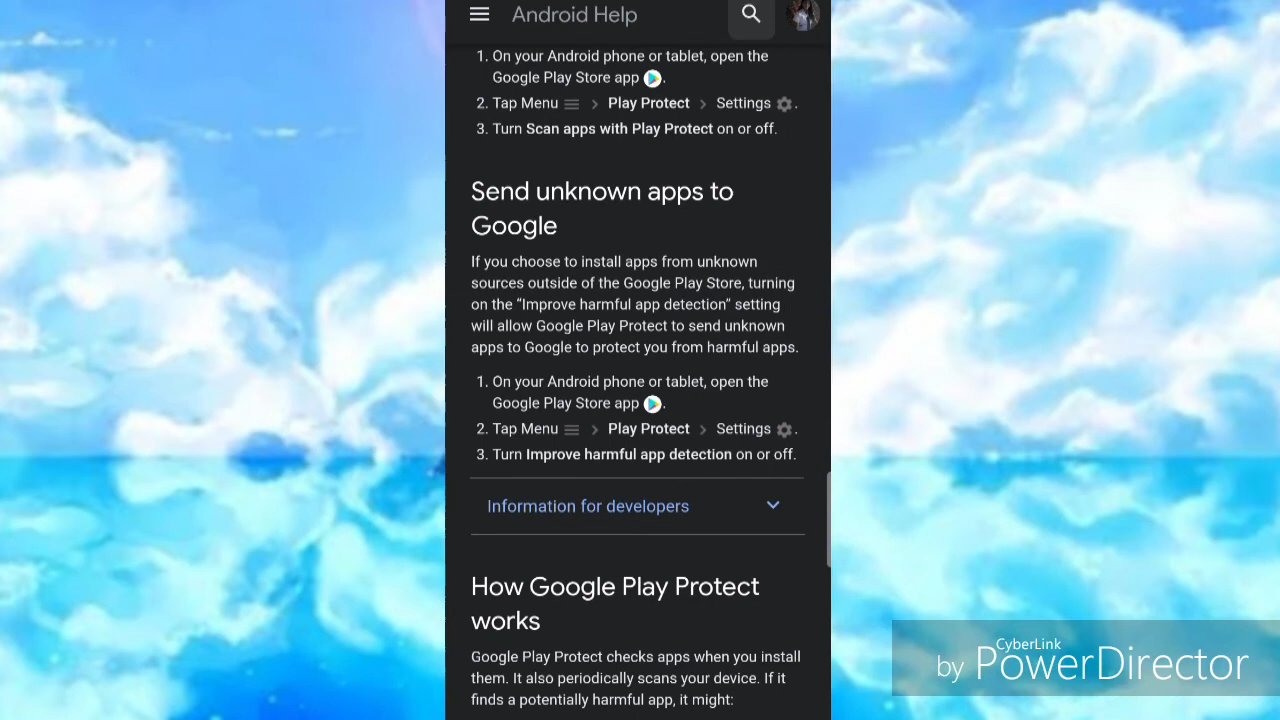 Android Help
1. On your Android phone or tablet, open the
Google Play Store app .
2. Tap Menu > Play Protect > Settings .
3. Turn Scan apps with Play Protect on or off.
Send unknown apps to
Google
If you choose to install apps from unknown
sources outside of the Google Play Store, turning
on the “Improve harmful app detection” setting
will allow Google Play Protect to send unknown
apps to Google to protect you from harmful apps.
1. On your Android phone or tablet, open the
Google Play Store app .
2. Tap Menu > Play Protect > Settings .
3. Turn Improve harmful app detection on or off.
Information for developers
How Google Play Protect
works
Google Play Protect checks apps when you install
them. It also periodically scans your device. If it
finds a potentially harmful app, it might:
CyberLink
by PowerDirector